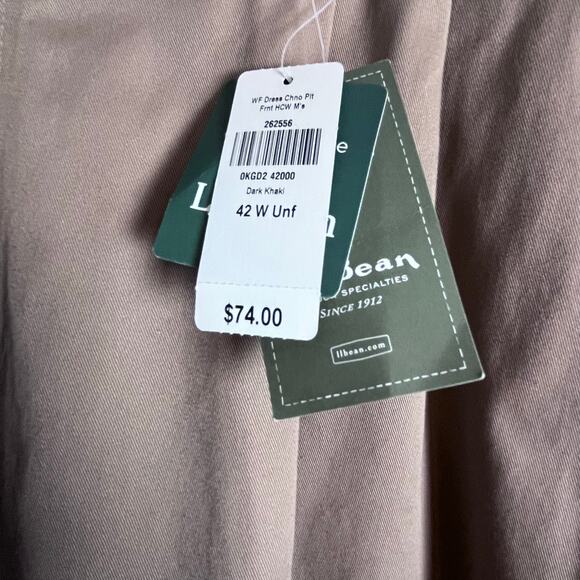 WF Dress Chno Plt
Frnt HCW M's
262556
0KGD2 42000
Dark Khaki
42 W Unf
$74.00
Bean
SPECIALTIES
SINCE 1912
llbean.com